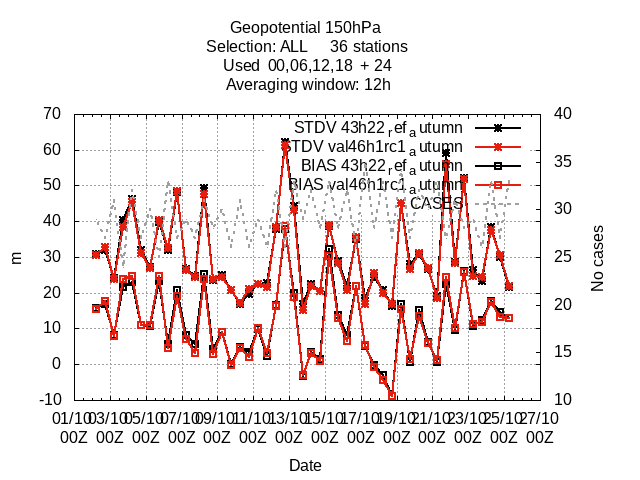 Geopotential 150hPa
Selection: ALL 36 stations
Used 00,06,12,18 + 24
Averaging window: 12h
70 60 50 40 30 20 10 0 -10
m
STDV 43h22_ref_autumn
STDV val46h1rc1_autumn
BIAS 43h22_ref_autumn
BIAS val46h1rc1_autumn
CASES
40 35 30 25 20 15 10
No cases
01/10 03/10 05/10 07/10 09/10 11/10 13/10 15/10 17/10 19/10 21/10 23/10 25/10 27/10
00Z 00Z 00Z 00Z 00Z 00Z 00Z 00Z 00Z 00Z 00Z 00Z 00Z 00Z
Date